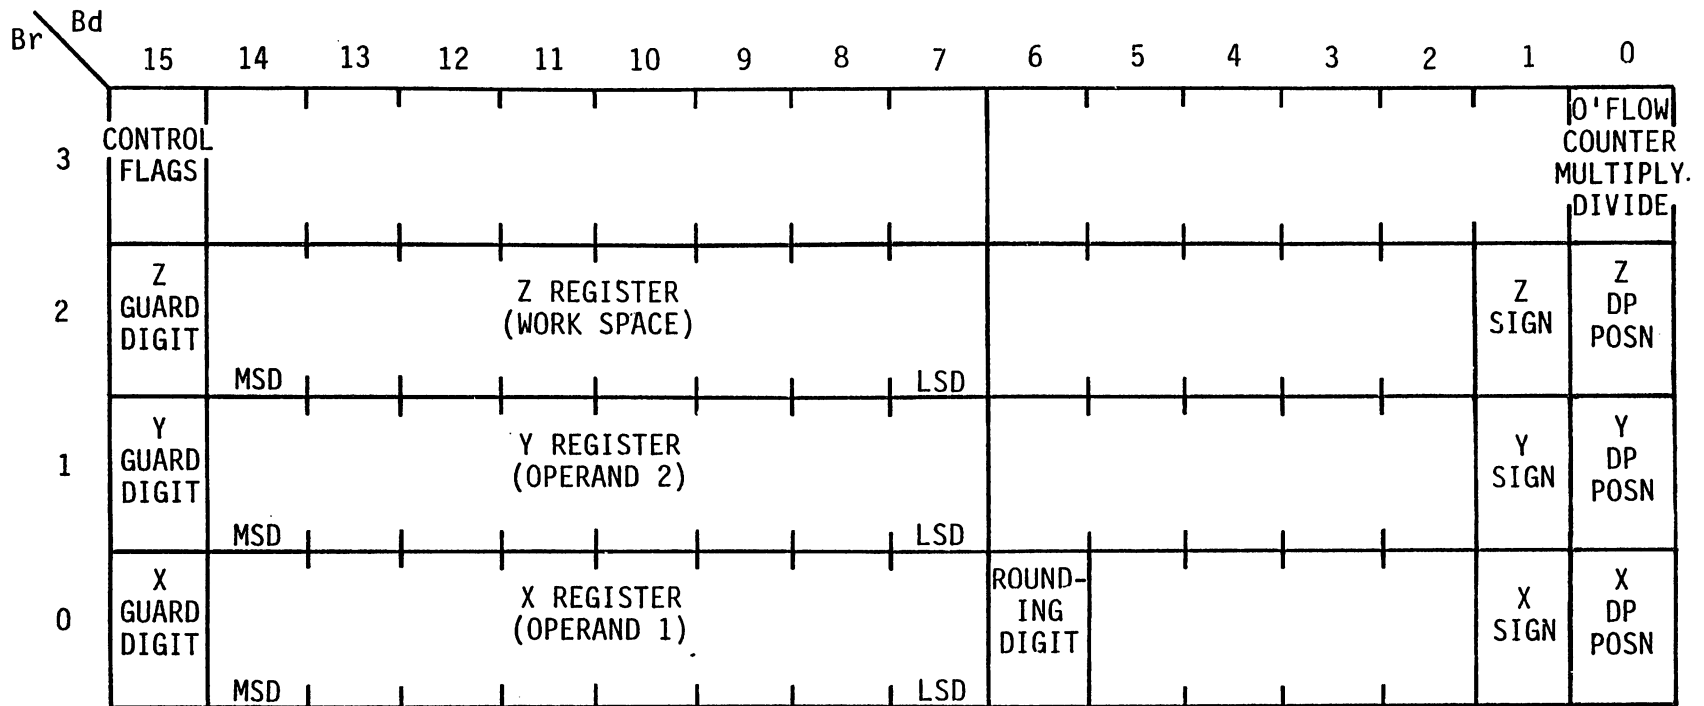 Br Bd
15 14 13 12 11 10 9 8 7 6 5 4 3 2 1 0
3
CONTROL
FLAGS
O'FLOW
COUNTER
MULTIPLY.
DIVIDE
2
Z
GUARD
DIGIT
Z REGISTER
(WORK SPACE)
MSD
LSD
Z
SIGN
Z
DP
POSN
1
Y
GUARD
DIGIT
Y REGISTER
(OPERAND 2)
MSD
LSD
Y
SIGN
Y
DP
POSN
0
X
GUARD
DIGIT
X REGISTER
(OPERAND 1)
MSD
LSD
ROUND-
ING
DIGIT
X
SIGN
X
DP
POSN